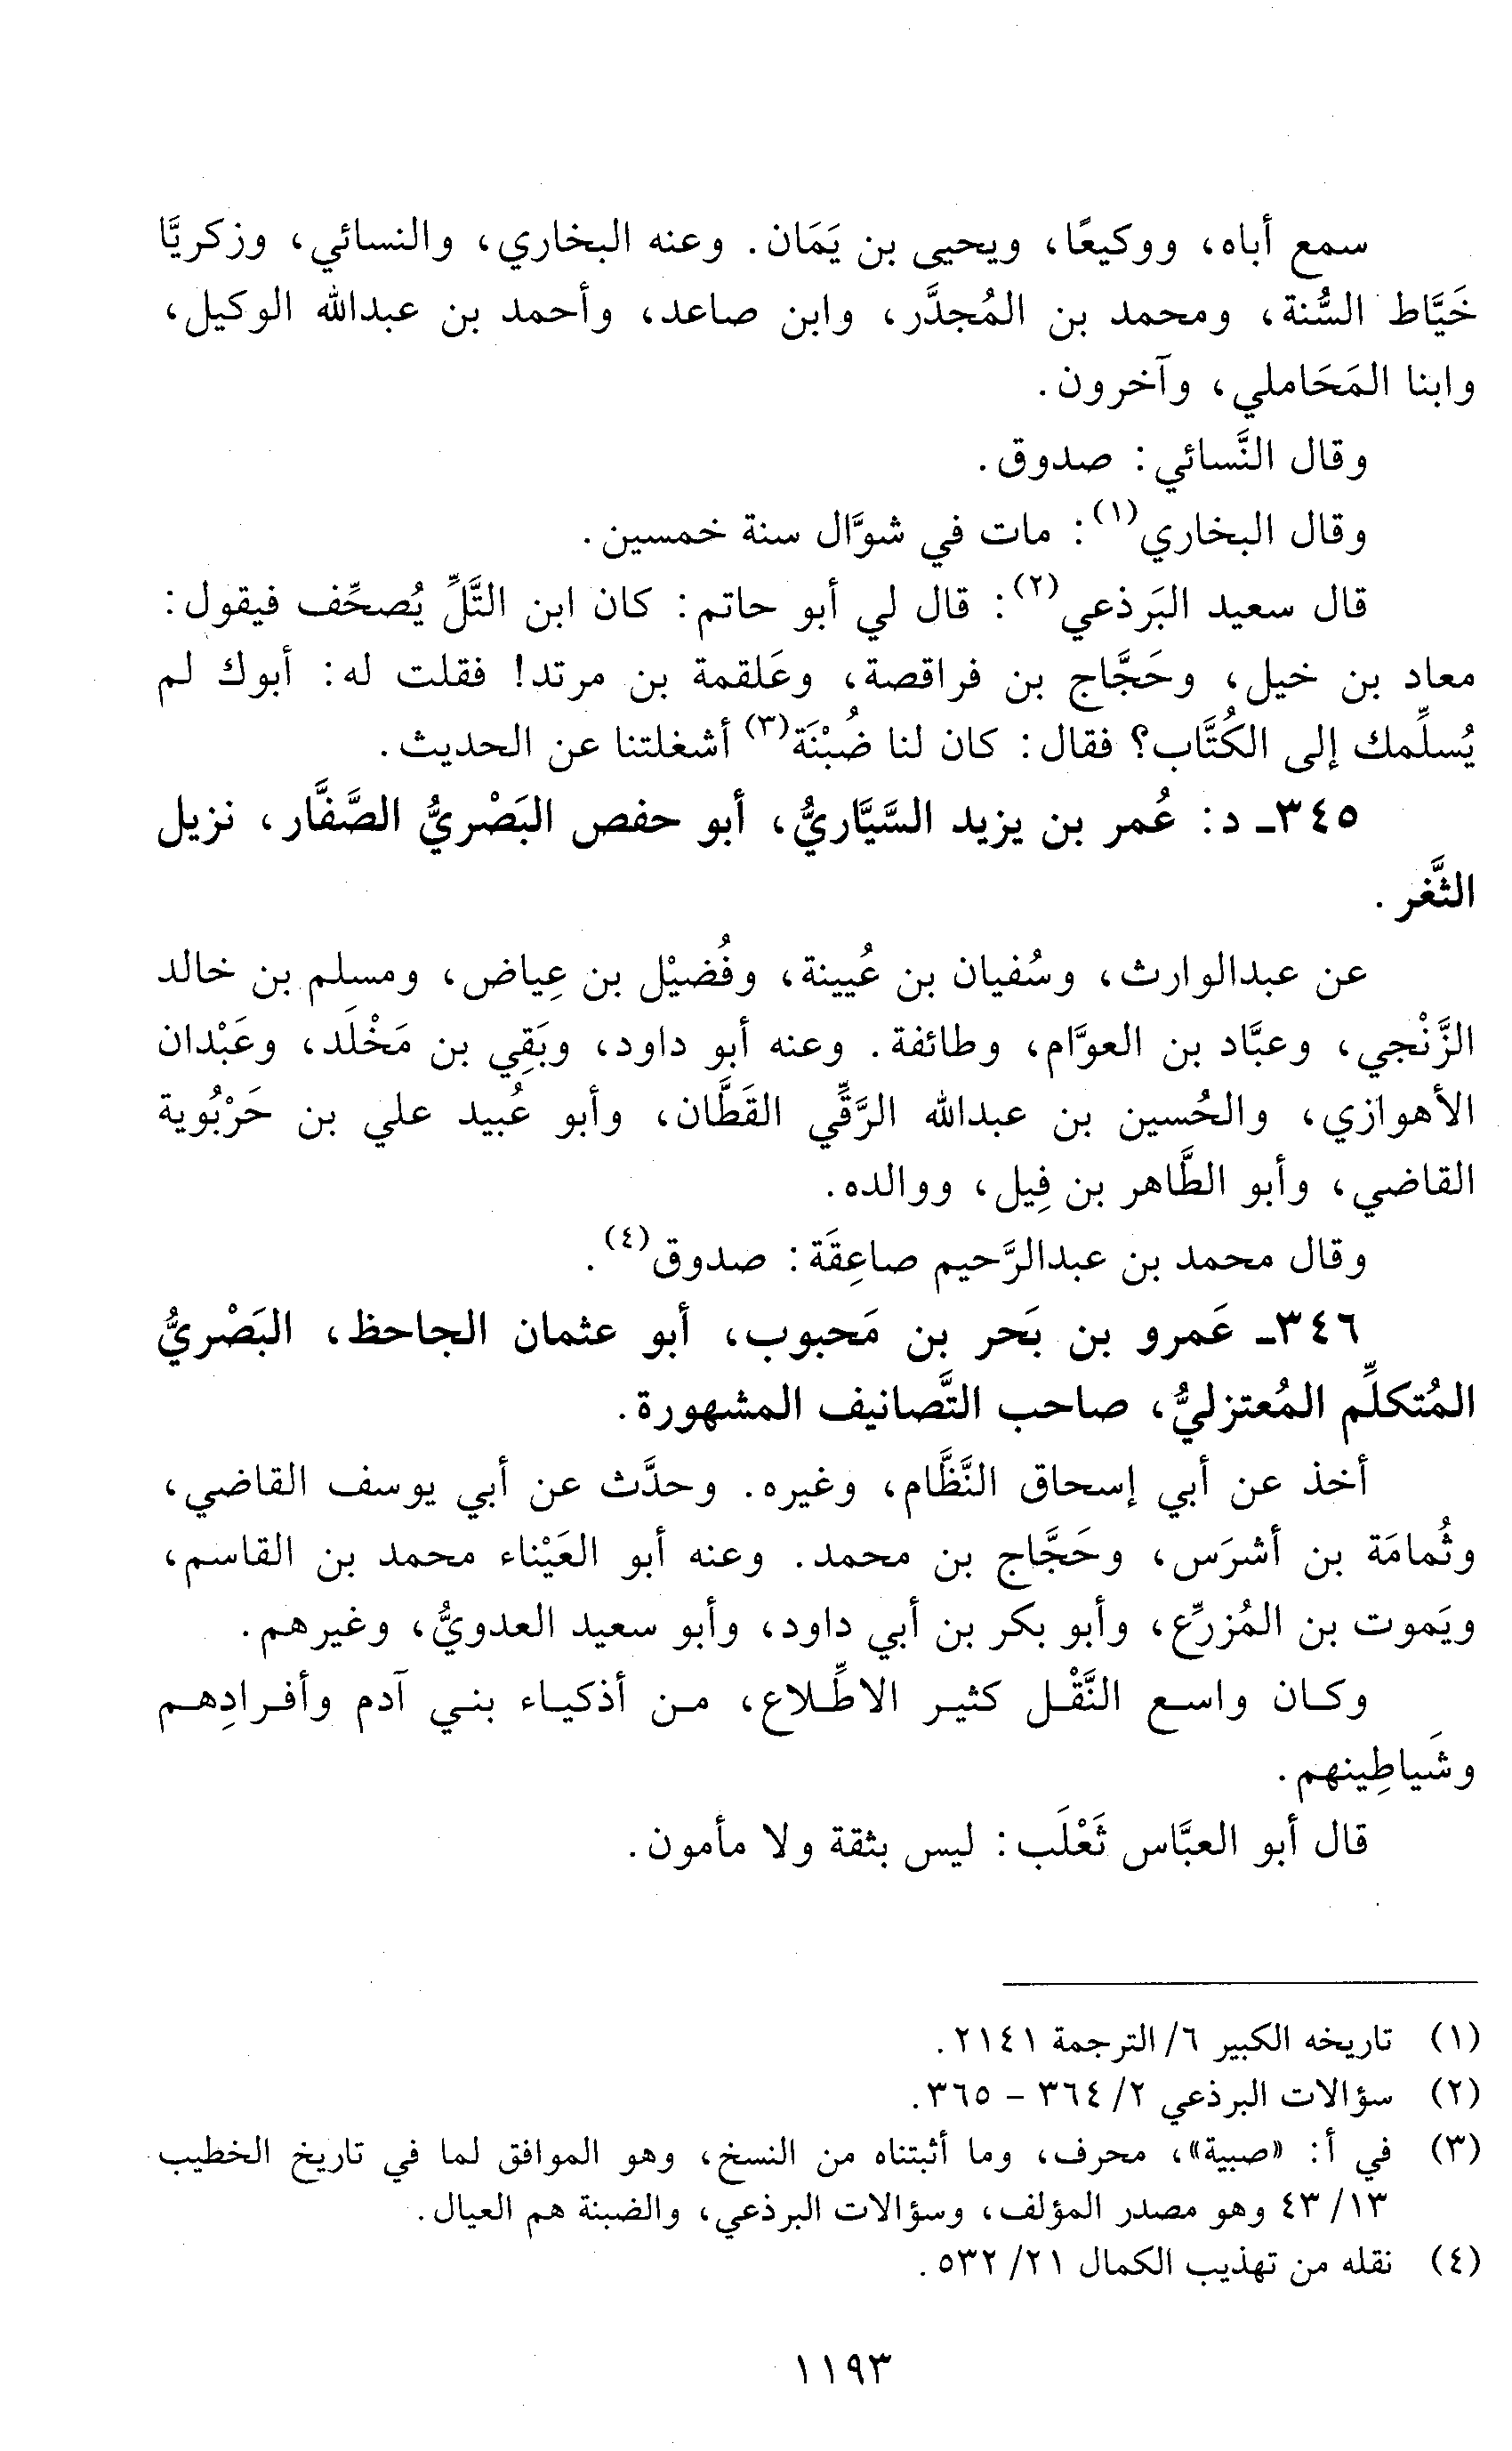 سمع أباه، ووكيعًا، ويحيى بن يَمَان. وعنه البخاري، والنسائي، وزكريَّا
خَيَّاط السُّنة، ومحمد بن المُجدَّر، وابن صاعد، وأحمد بن عبدالله الوكيل،
وابنا المَحَاملي، وآخرون.
وقال النَّسائي: صدوق.
وقال البخاري(١): مات في شوَّال سنة خمسين.
قال سعيد البَرذعي(٢): قال لي أبو حاتم: كان ابن التَّلِّ يُصحِّف فيقول:
معاد بن خيل، وحَجَّاج بن فراقصة، وعَلقمة بن مرتد! فقلت له: أبوك لم
يُسلِّمك إلى الكُتَّاب؟ فقال: كان لنا ضُبْنَة(٣) أشغلتنا عن الحديث.
٣٤٥ـ د: عُمر بن يزيد السَّيَّاريُّ، أبو حفص البَصْريُّ الصَّفَّار، نزيل
الثَّغر.
عن عبدالوارث، وسُفيان بن عُيينة، وفُضيْل بن عِياض، ومسلم بن خالد
الزَّنْجي، وعبَّاد بن العوَّام، وطائفة. وعنه أبو داود، وبَقِي بن مَخْلَد، وعَبْدان
الأهوازي، والحُسين بن عبدالله الرَّقِّي القَطَّان، وأبو عُبيد علي بن حَرْبُوية
القاضي، وأبو الطَّاهر بن فِيل، ووالده.
وقال محمد بن عبدالرَّحيم صاعِقَة: صدوق(٤).
٣٤٦ـ عَمرو بن بَحر بن مَحبوب، أبو عثمان الجاحظ، البَصْريُّ
المُتكلِّم المُعتزليُّ، صاحب التَّصانيف المشهورة.
أخذ عن أبي إسحاق النَّظَّام، وغيره. وحدَّث عن أبي يوسف القاضي،
وثُمامَة بن أشرَس، وحَجَّاج بن محمد. وعنه أبو العَيْناء محمد بن القاسم،
ويَموت بن المُزرِّع، وأبو بكر بن أبي داود، وأبو سعيد العدويُّ، وغيرهم.
وكان واسع النَّقْل كثير الاطِّلاع، من أذكياء بني آدم وأفرادِهم
وشَياطِينهم.
قال أبو العبَّاس ثَعْلَب: ليس بثقة ولا مأمون.
(١) تاريخه الكبير ٦/ الترجمة ٢١٤١.
(٢) سؤالات البرذعي ٢/ ٣٦٤ - ٣٦٥.
(٣) في أ: «صبية»، محرف، وما أثبتناه من النسخ، وهو الموافق لما في تاريخ الخطيب
١٣/ ٤٣ وهو مصدر المؤلف، وسؤالات البرذعي، والضبنة هم العيال.
(٤) نقله من تهذيب الكمال ٢١/ ٥٣٢.
١١٩٣